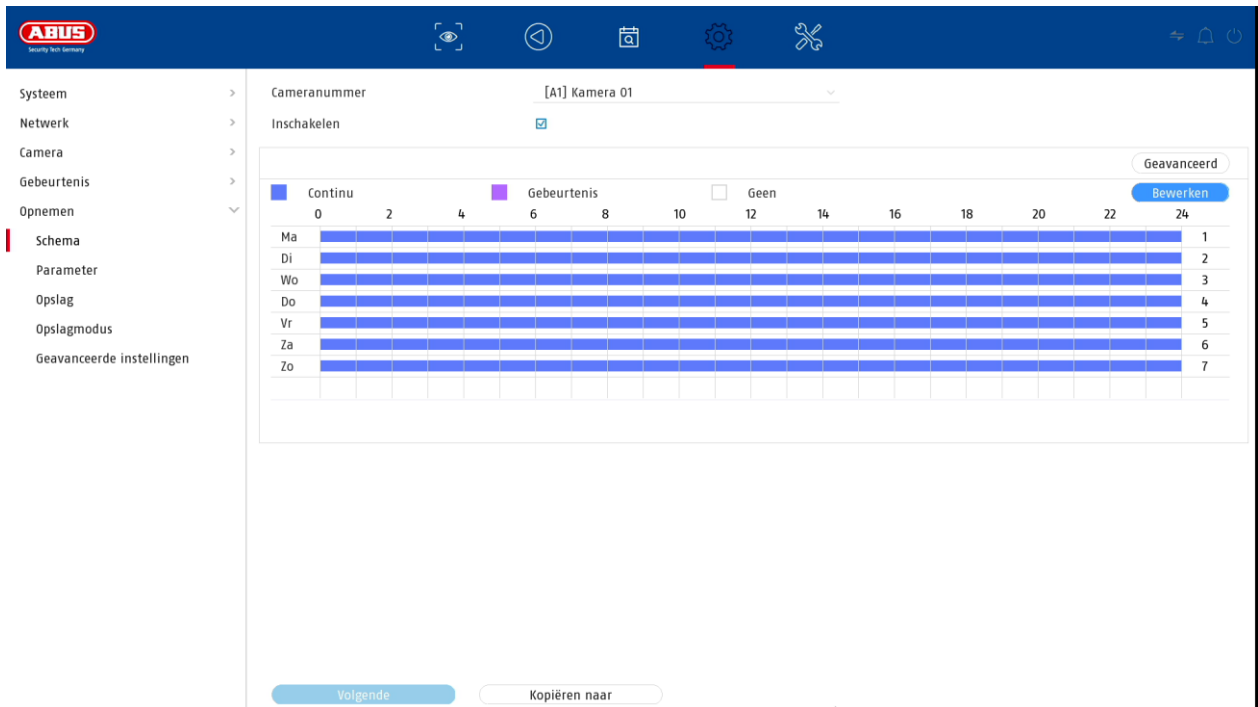 ABUS
Security Tech Germany
Systeem
Netwerk
Camera
Gebeurtenis
Opnemen
Schema
Parameter
Opslag
Opslagmodus
Geavanceerde instellingen
Cameranummer [A1] Kamera 01
Inschakelen
Geavanceerd
Continu Gebeurtenis Geen Bewerken
0 2 4 6 8 10 12 14 16 18 20 22 24
Ma 1
Di 2
Wo 3
Do 4
Vr 5
Za 6
Zo 7
Volgende Kopiëren naar